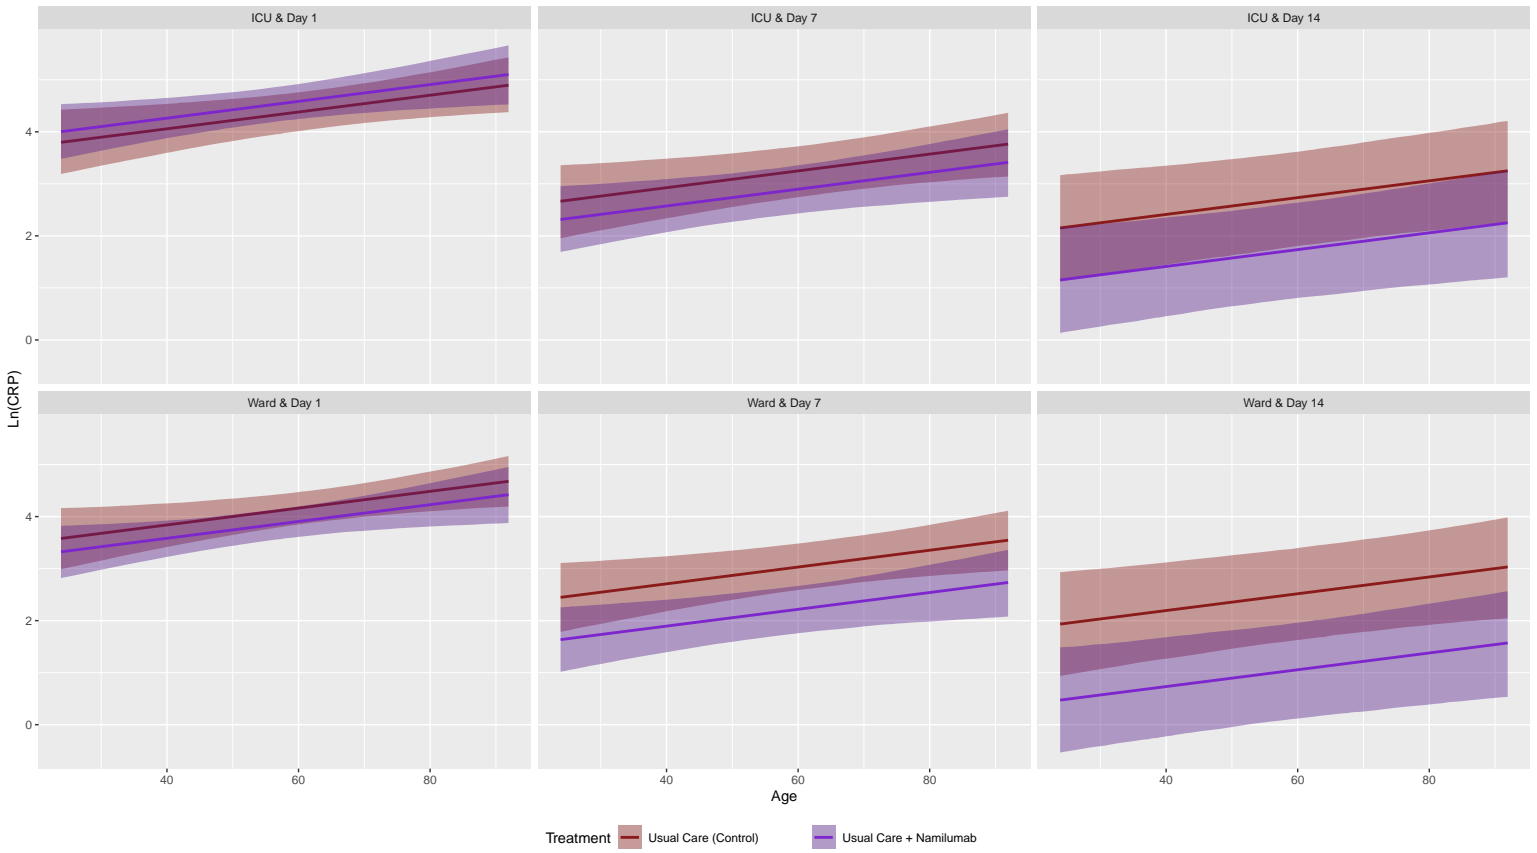 ICU & Day 1
ICU & Day 7
ICU & Day 14
4
2
0
Ward & Day 1
Ward & Day 7
Ward & Day 14
4
2
0
Ln(CRP)
40 60 80
40 60 80
40 60 80
Age
Treatment Usual Care (Control) Usual Care + Namilumab